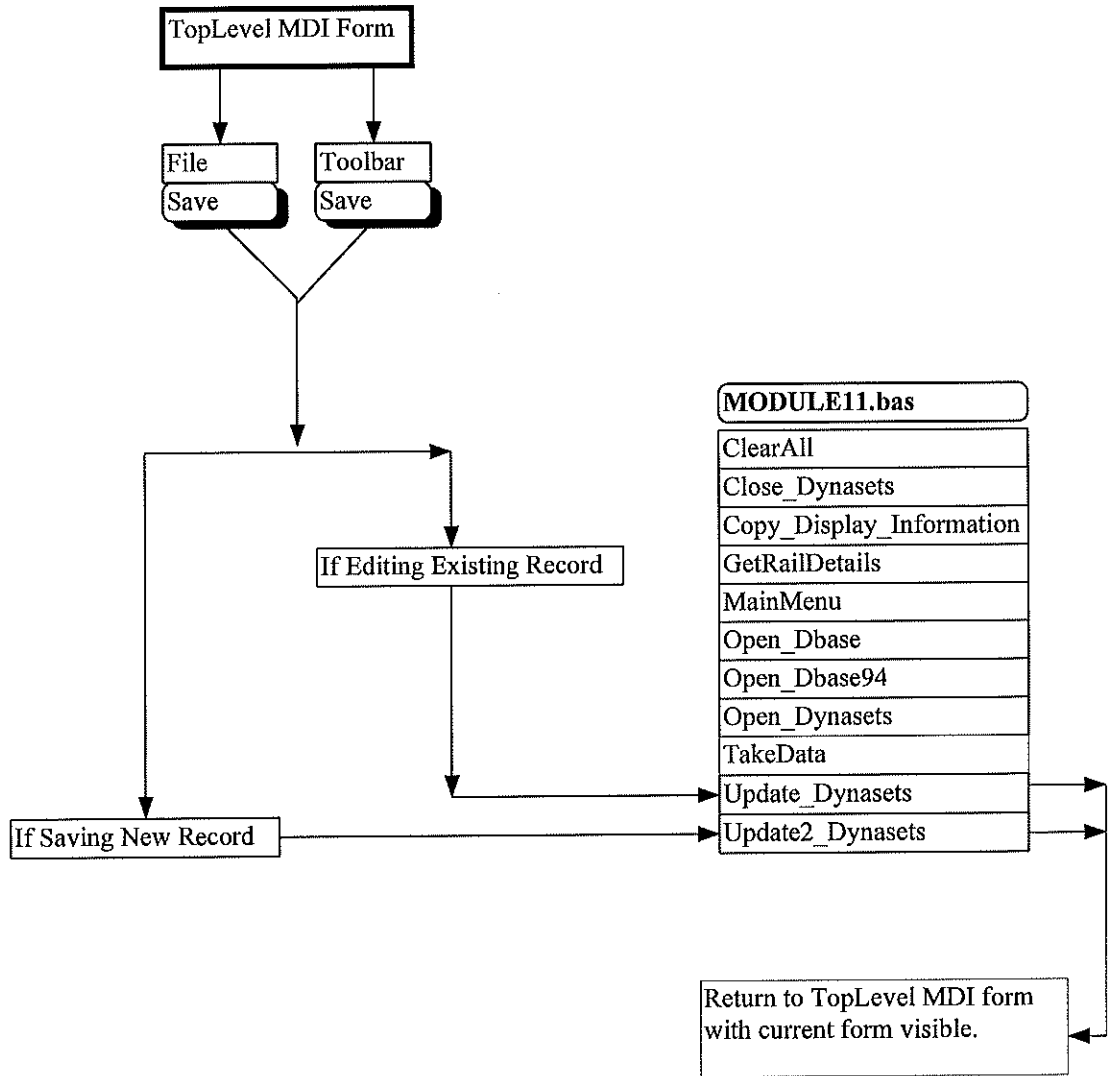 TopLevel MDI Form
File
Toolbar
Save
Save
MODULE11.bas
ClearAll
Close_Dynasets
Copy_Display_Information
GetRailDetails
MainMenu
Open_Dbase
Open_Dbase94
Open_Dynasets
TakeData
Update_Dynasets
Update2_Dynasets
If Editing Existing Record
If Saving New Record
Return to TopLevel MDI form
with current form visible.